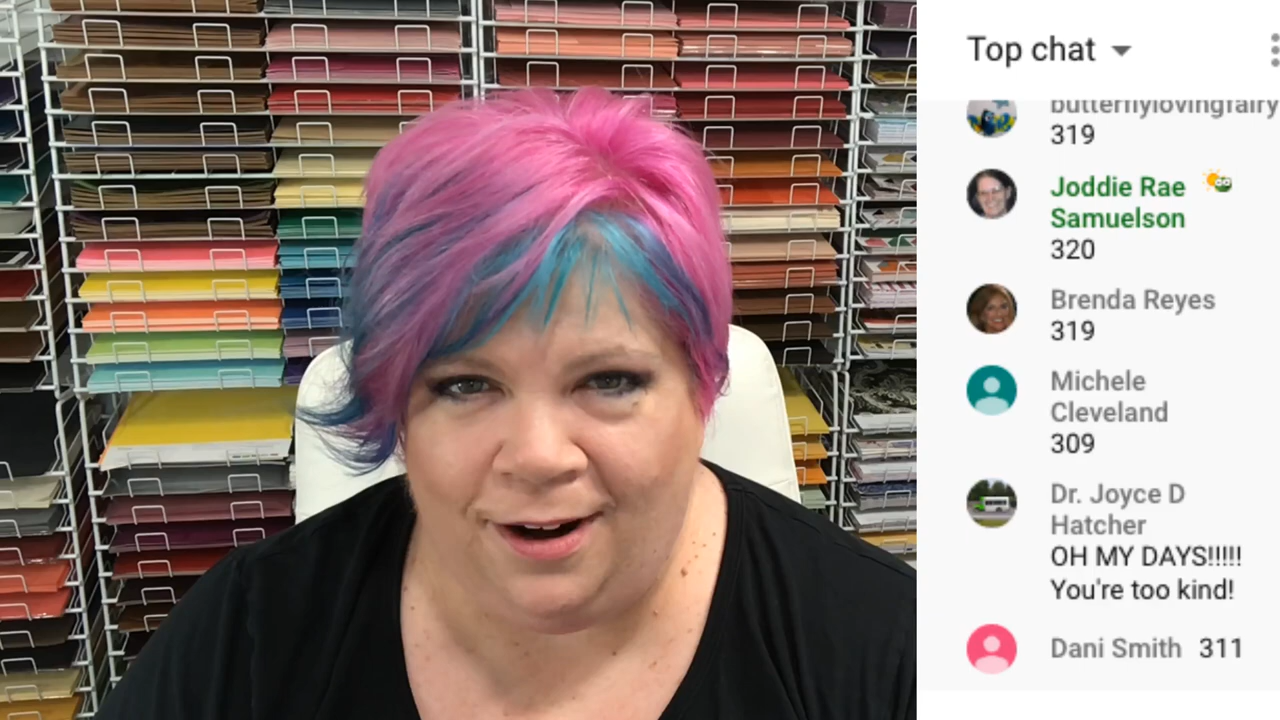 Top chat
butterflylovingfairy
319
Joddie Rae
Samuelson
320
Brenda Reyes
319
Michele
Cleveland
309
Dr. Joyce D
Hatcher
OH MY DAYS!!!!!
You're too kind!
Dani Smith 311